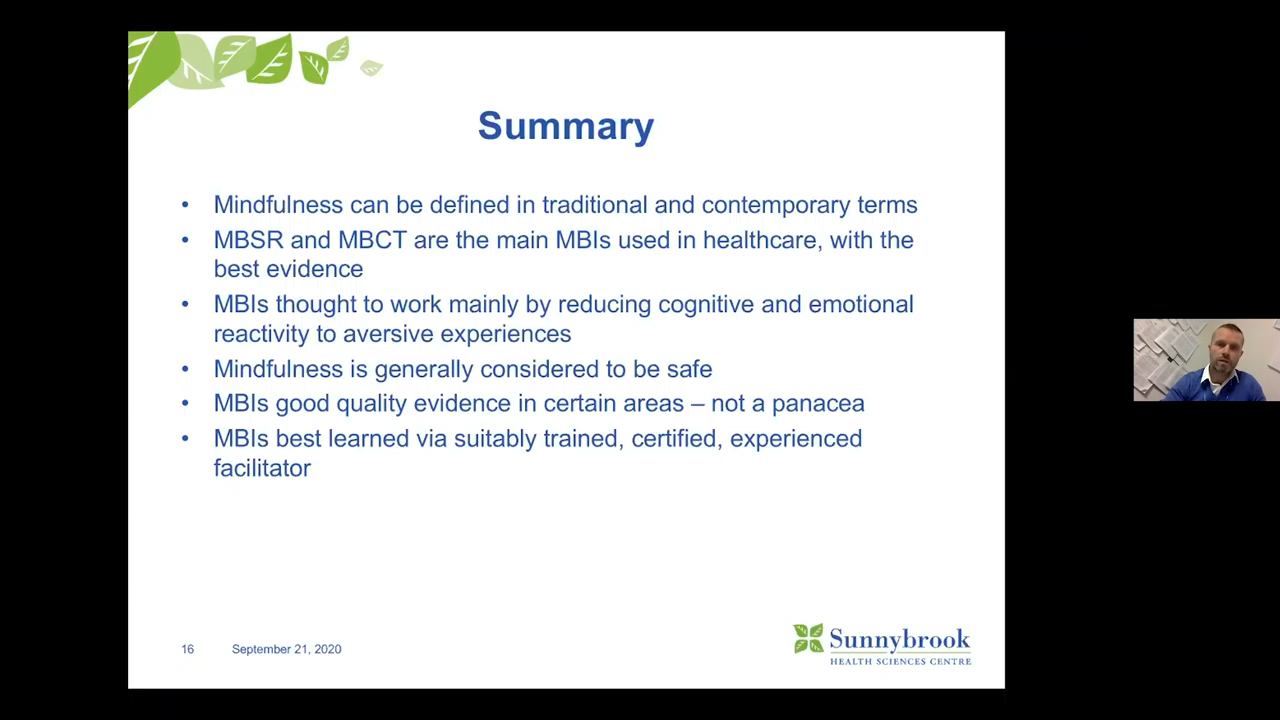 Summary
• Mindfulness can be defined in traditional and contemporary terms
• MBSR and MBCT are the main MBIs used in healthcare, with the
best evidence
• MBIs thought to work mainly by reducing cognitive and emotional
reactivity to aversive experiences
• Mindfulness is generally considered to be safe
• MBIs good quality evidence in certain areas – not a panacea
• MBIs best learned via suitably trained, certified, experienced
facilitator
16 September 21, 2020
Sunnybrook
HEALTH SCIENCES CENTRE